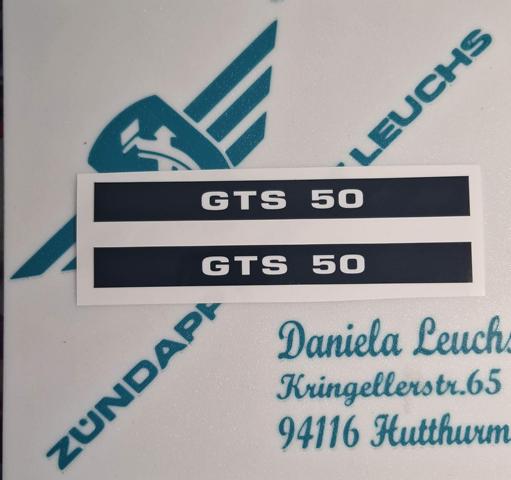 GTS 50
GTS 50
ZÜNDAPP LEUCHS
Daniela Leuchs
Kringellerstr.65
94116 Hutthurm